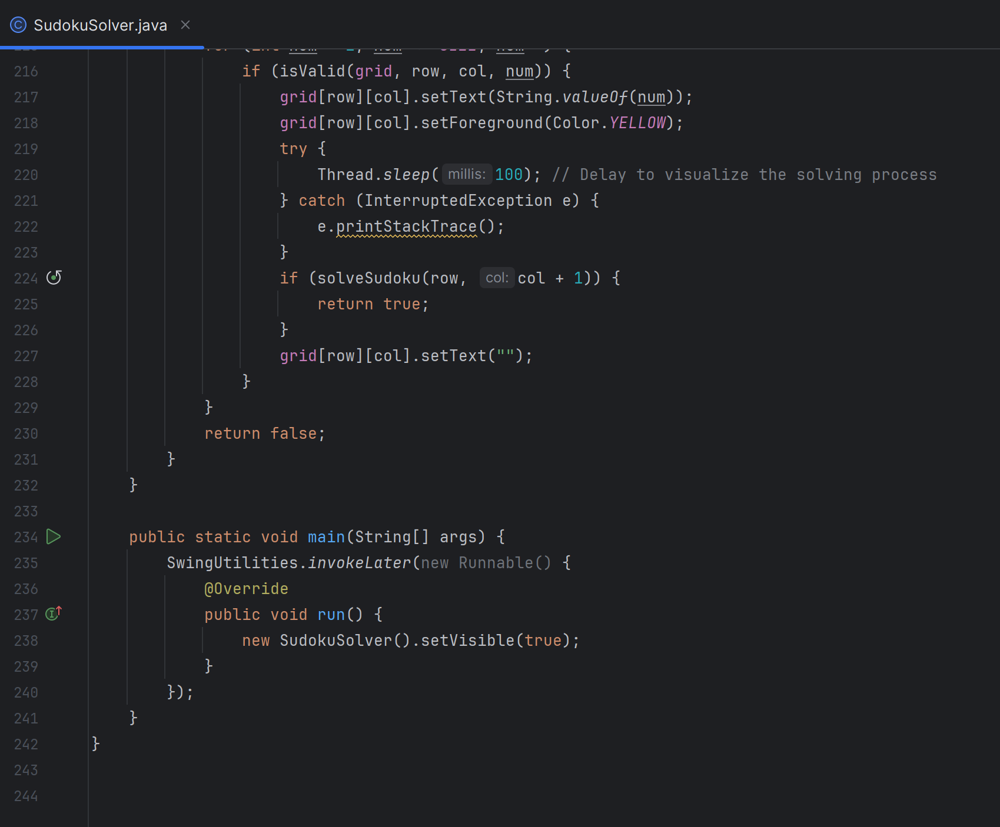 SudokuSolver.java
216 if (isValid(grid, row, col, num)) {
217 grid[row][col].setText(String.valueOf(num));
218 grid[row][col].setForeground(Color.YELLOW);
219 try {
220 Thread.sleep( millis: 100); // Delay to visualize the solving process
221 } catch (InterruptedException e) {
222 e.printStackTrace();
223 }
224 if (solveSudoku(row, col: col + 1)) {
225 return true;
226 }
227 grid[row][col].setText("");
228 }
229 }
230 return false;
231 }
232 }
233
234 public static void main(String[] args) {
235 SwingUtilities.invokeLater(new Runnable() {
236 @Override
237 public void run() {
238 new SudokuSolver().setVisible(true);
239 }
240 });
241 }
242 }
243
244